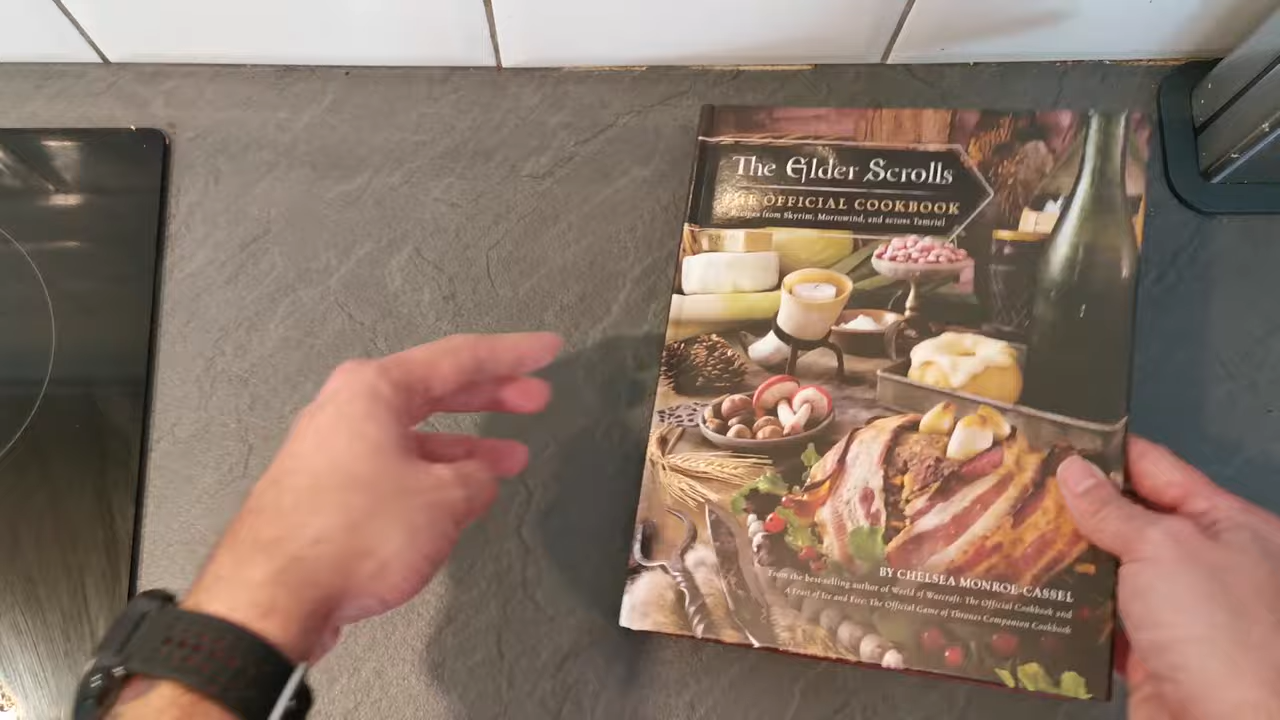 The Elder Scrolls
THE OFFICIAL COOKBOOK
Recipes from Skyrim, Morrowind, and across Tamriel
BY CHELSEA MONROE-CASSEL
From the best-selling author of World of Warcraft: The Official Cookbook and
A Feast of Ice and Fire: The Official Game of Thrones Companion Cookbook